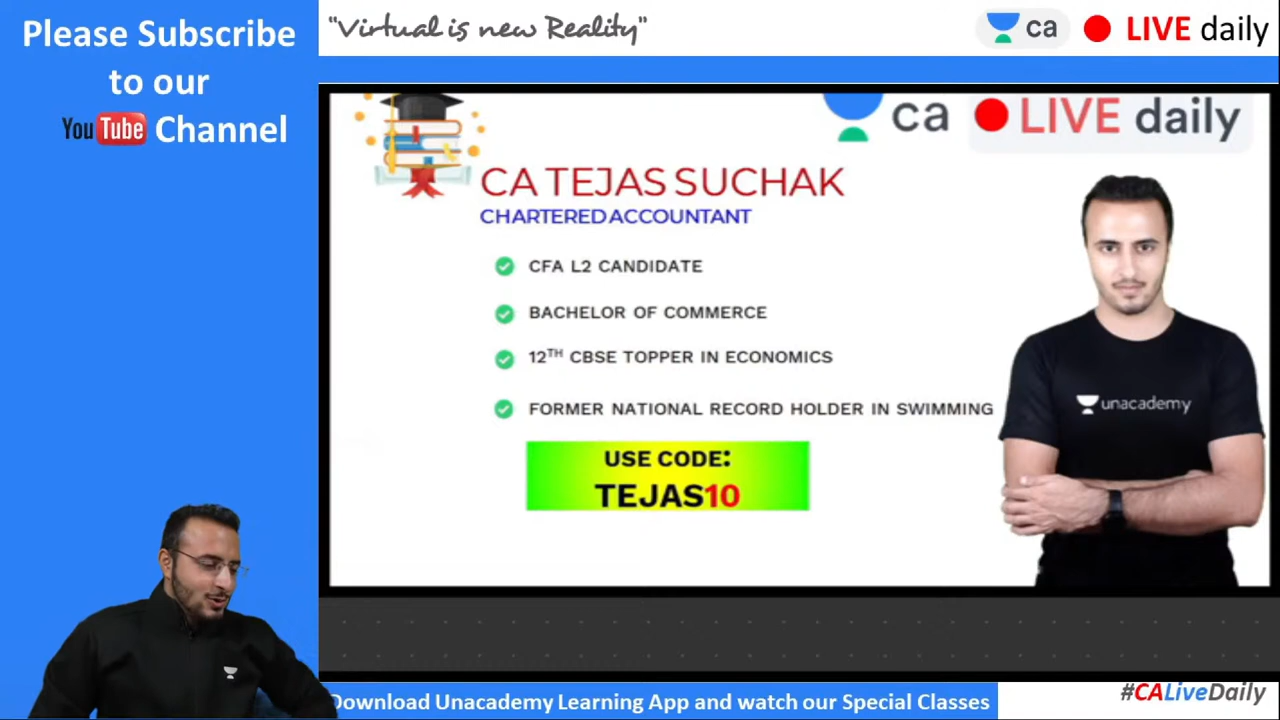 Please Subscribe
to our
YouTube Channel
"Virtual is new Reality"
ca LIVE daily
ca LIVE daily
CA TEJAS SUCHAK
CHARTERED ACCOUNTANT
CFA L2 CANDIDATE
BACHELOR OF COMMERCE
12TH CBSE TOPPER IN ECONOMICS
FORMER NATIONAL RECORD HOLDER IN SWIMMING
unacademy
USE CODE:
TEJAS10
Download Unacademy Learning App and watch our Special Classes
#CALiveDaily